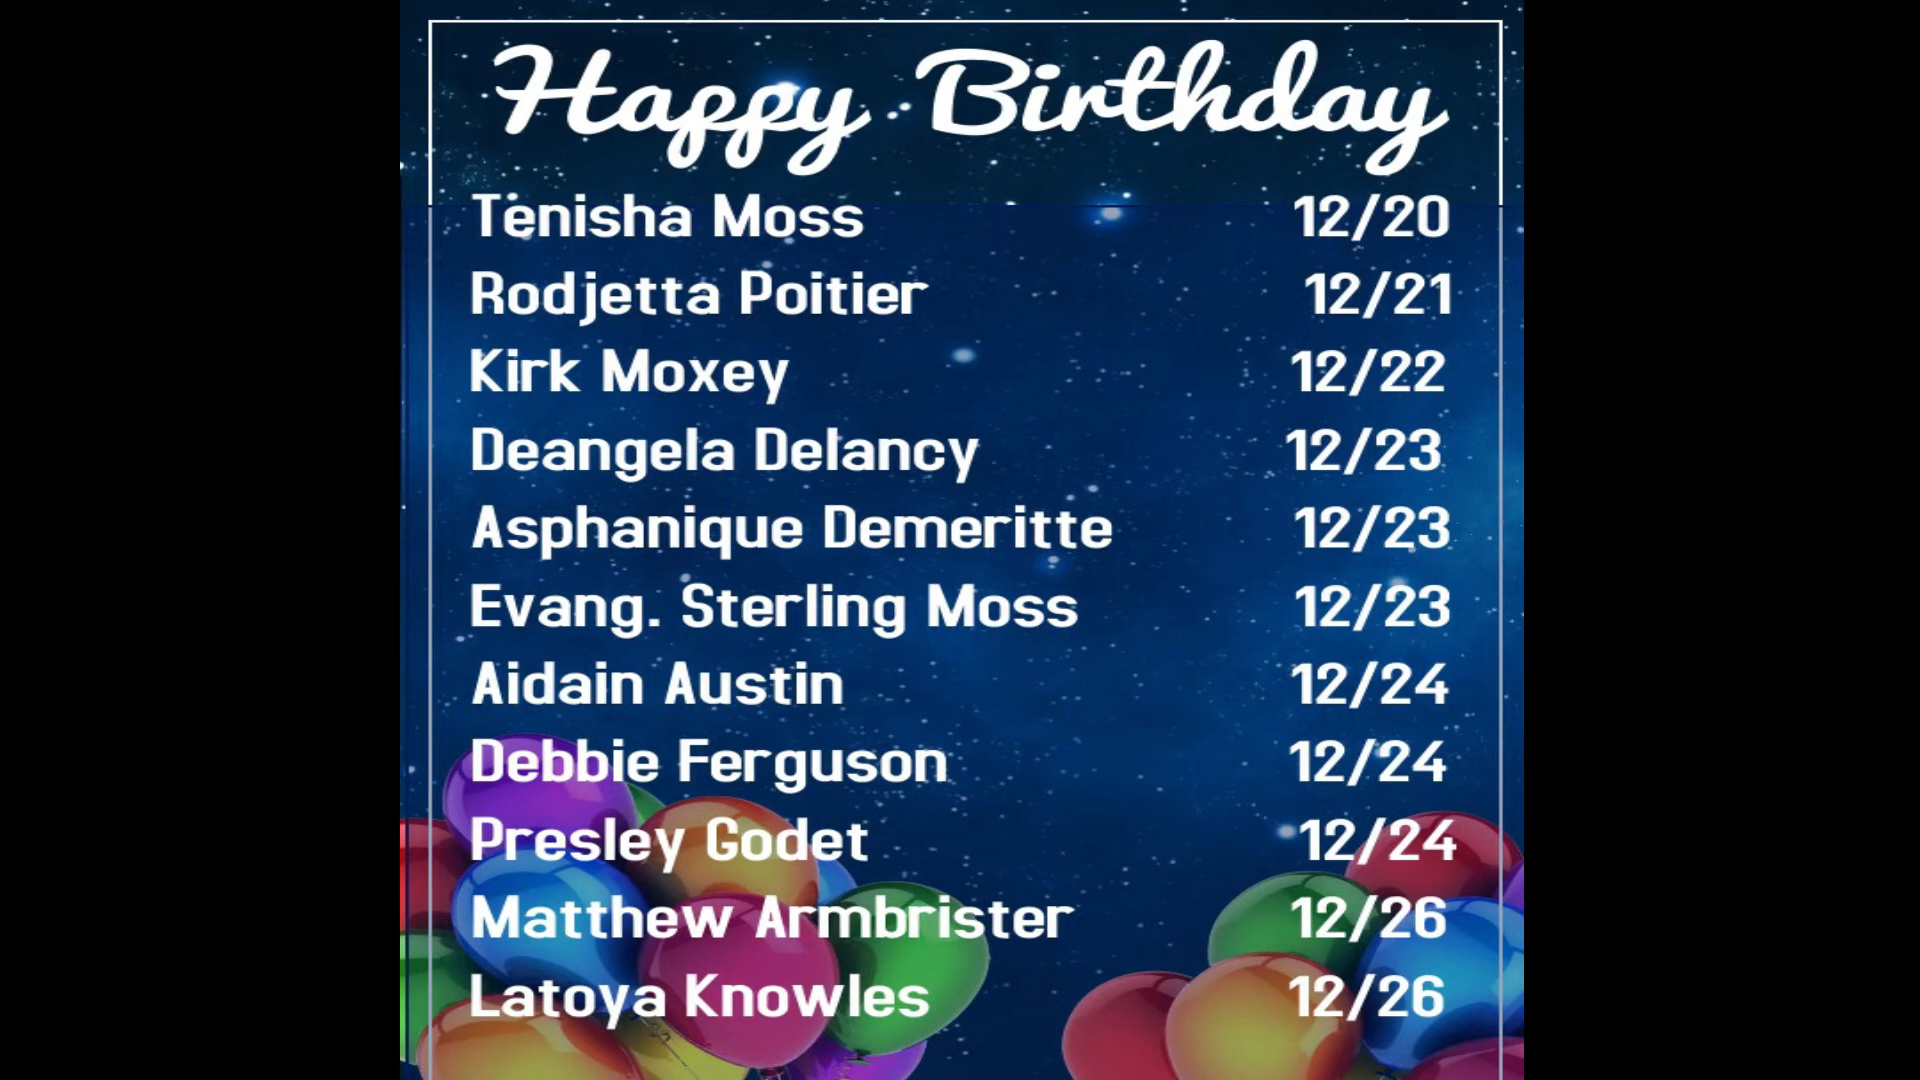 Happy Birthday
Tenisha Moss 12/20
Rodjetta Poitier 12/21
Kirk Moxey 12/22
Deangela Delancy 12/23
Asphanique Demeritte 12/23
Evang. Sterling Moss 12/23
Aidain Austin 12/24
Debbie Ferguson 12/24
Presley Godet 12/24
Matthew Armbrister 12/26
Latoya Knowles 12/26